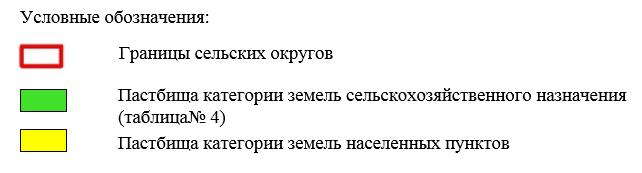 Условные обозначения:
Границы сельских округов
Пастбища категории земель сельскохозяйственного назначения
(таблица№ 4)
Пастбища категории земель населенных пунктов